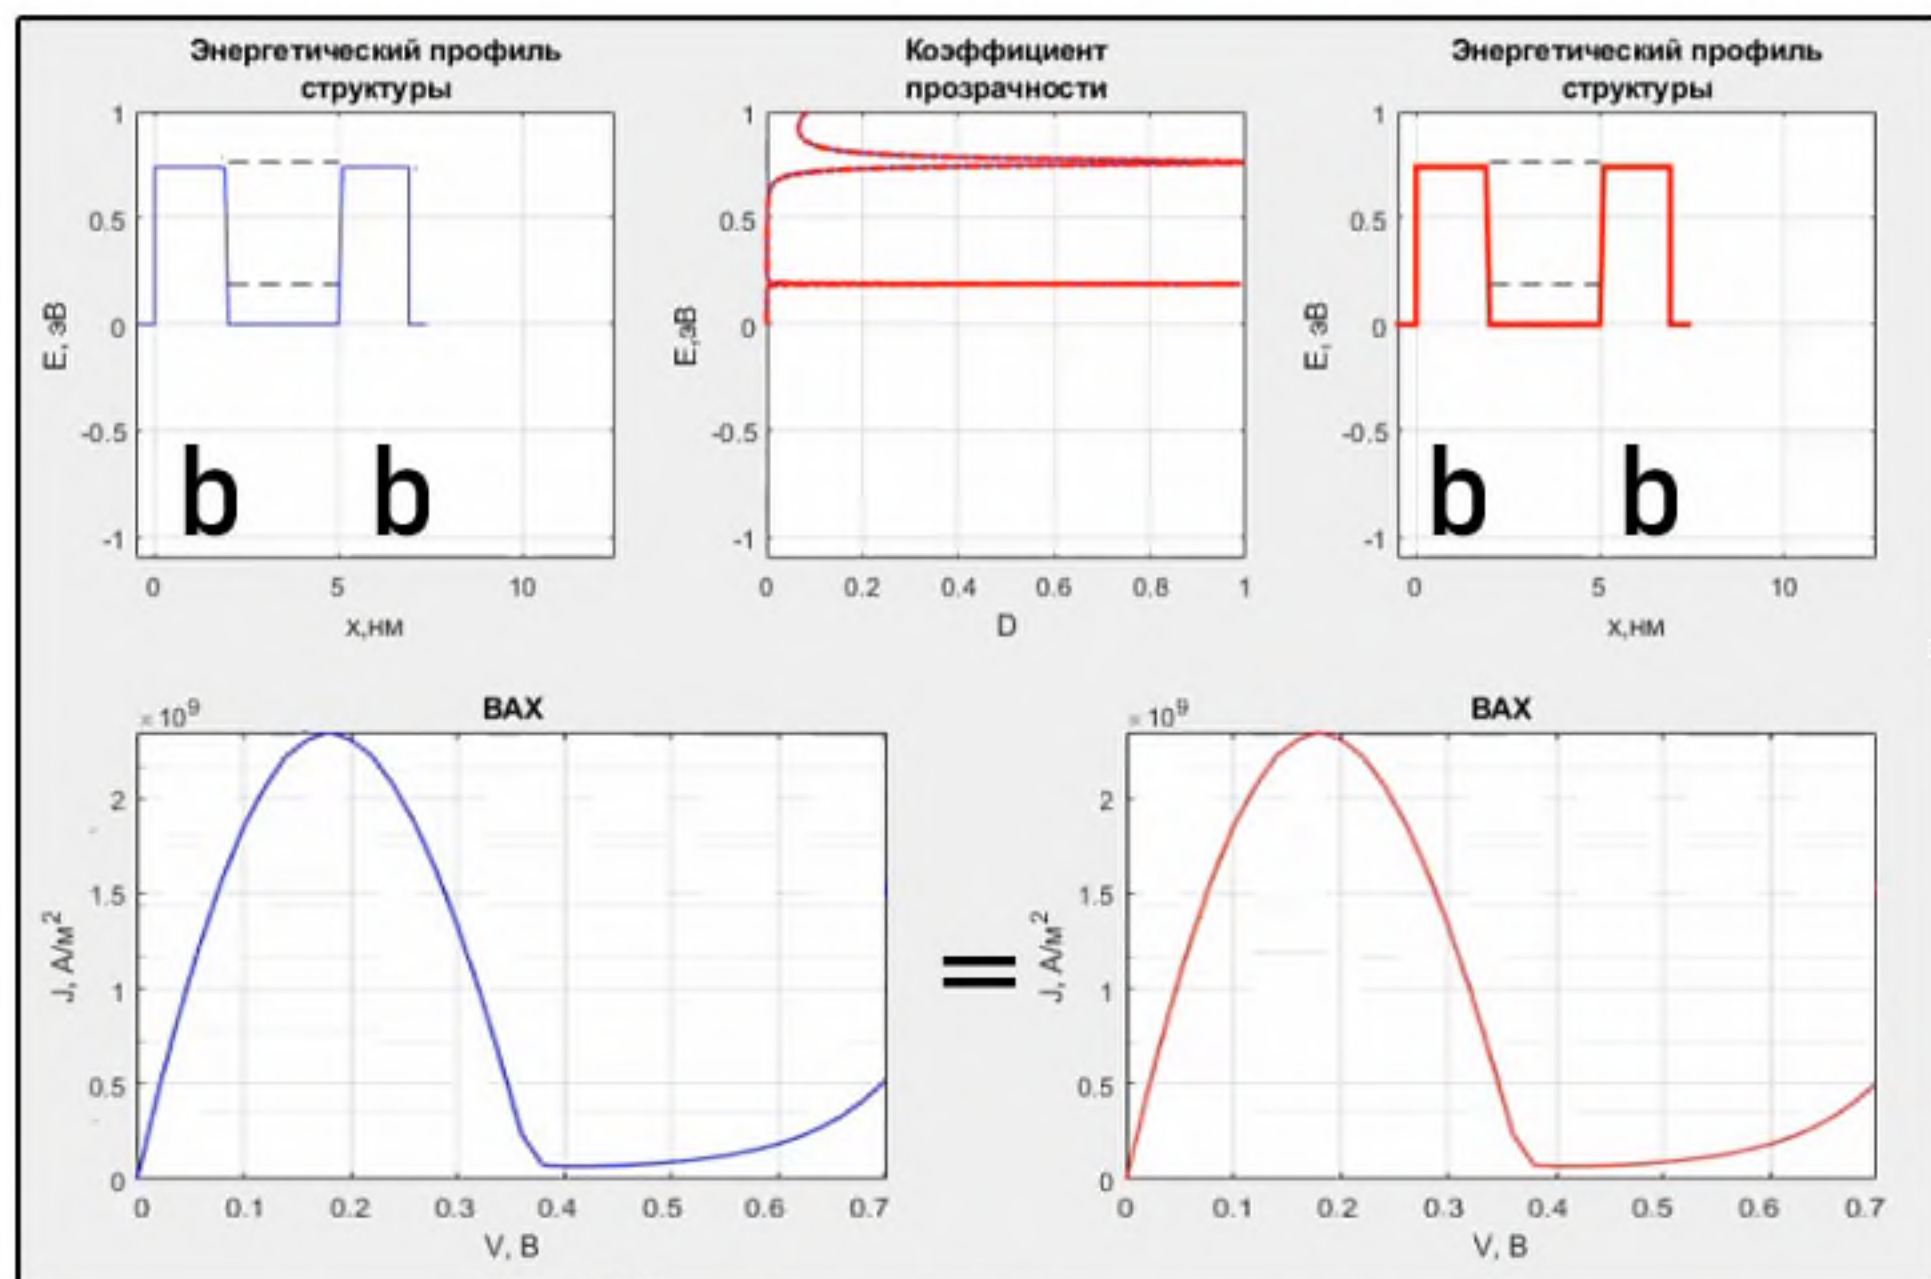 Энергетический профиль
структуры
1
0.5
0
-0.5
-1
E, эВ
b b
0 5 10
x,нм
Коэффициент
прозрачности
1
0.5
0
-0.5
-1
E,эВ
0 0.2 0.4 0.6 0.8 1
D
Энергетический профиль
структуры
1
0.5
0
-0.5
-1
E, эВ
b b
0 5 10
x,нм
ВАХ
× 10⁹
2
1.5
1
0.5
0
J, А/м²
0 0.1 0.2 0.3 0.4 0.5 0.6 0.7
V, В
=
ВАХ
× 10⁹
2
1.5
1
0.5
0
J, А/м²
0 0.1 0.2 0.3 0.4 0.5 0.6 0.7
V, В